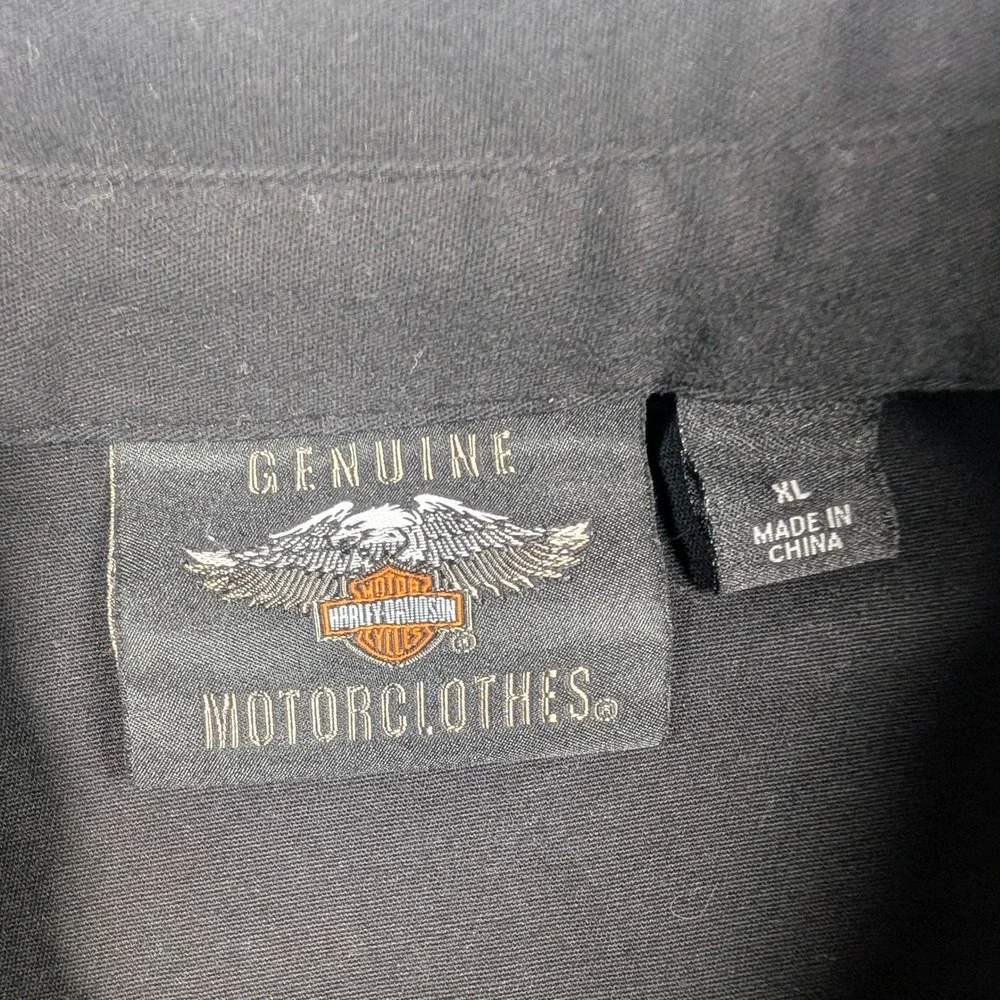 GENUINE
MOTOR
HARLEY-DAVIDSON
CYCLES
®
MOTORCLOTHES®
XL
MADE IN
CHINA